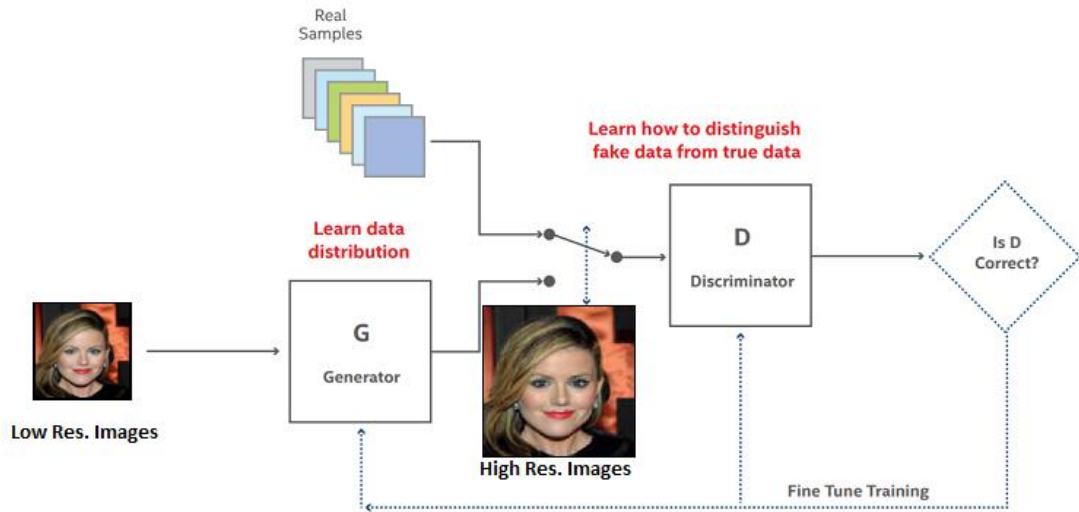 Real
Samples
Learn how to distinguish
fake data from true data
Learn data
distribution
D
Discriminator
Is D
Correct?
G
Generator
Low Res. Images
High Res. Images
Fine Tune Training